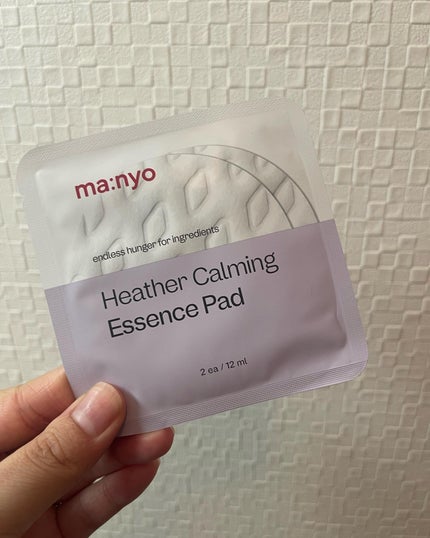 ma:nyo
endless hunger for ingredients
Heather Calming
Essence Pad
2 ea / 12 ml